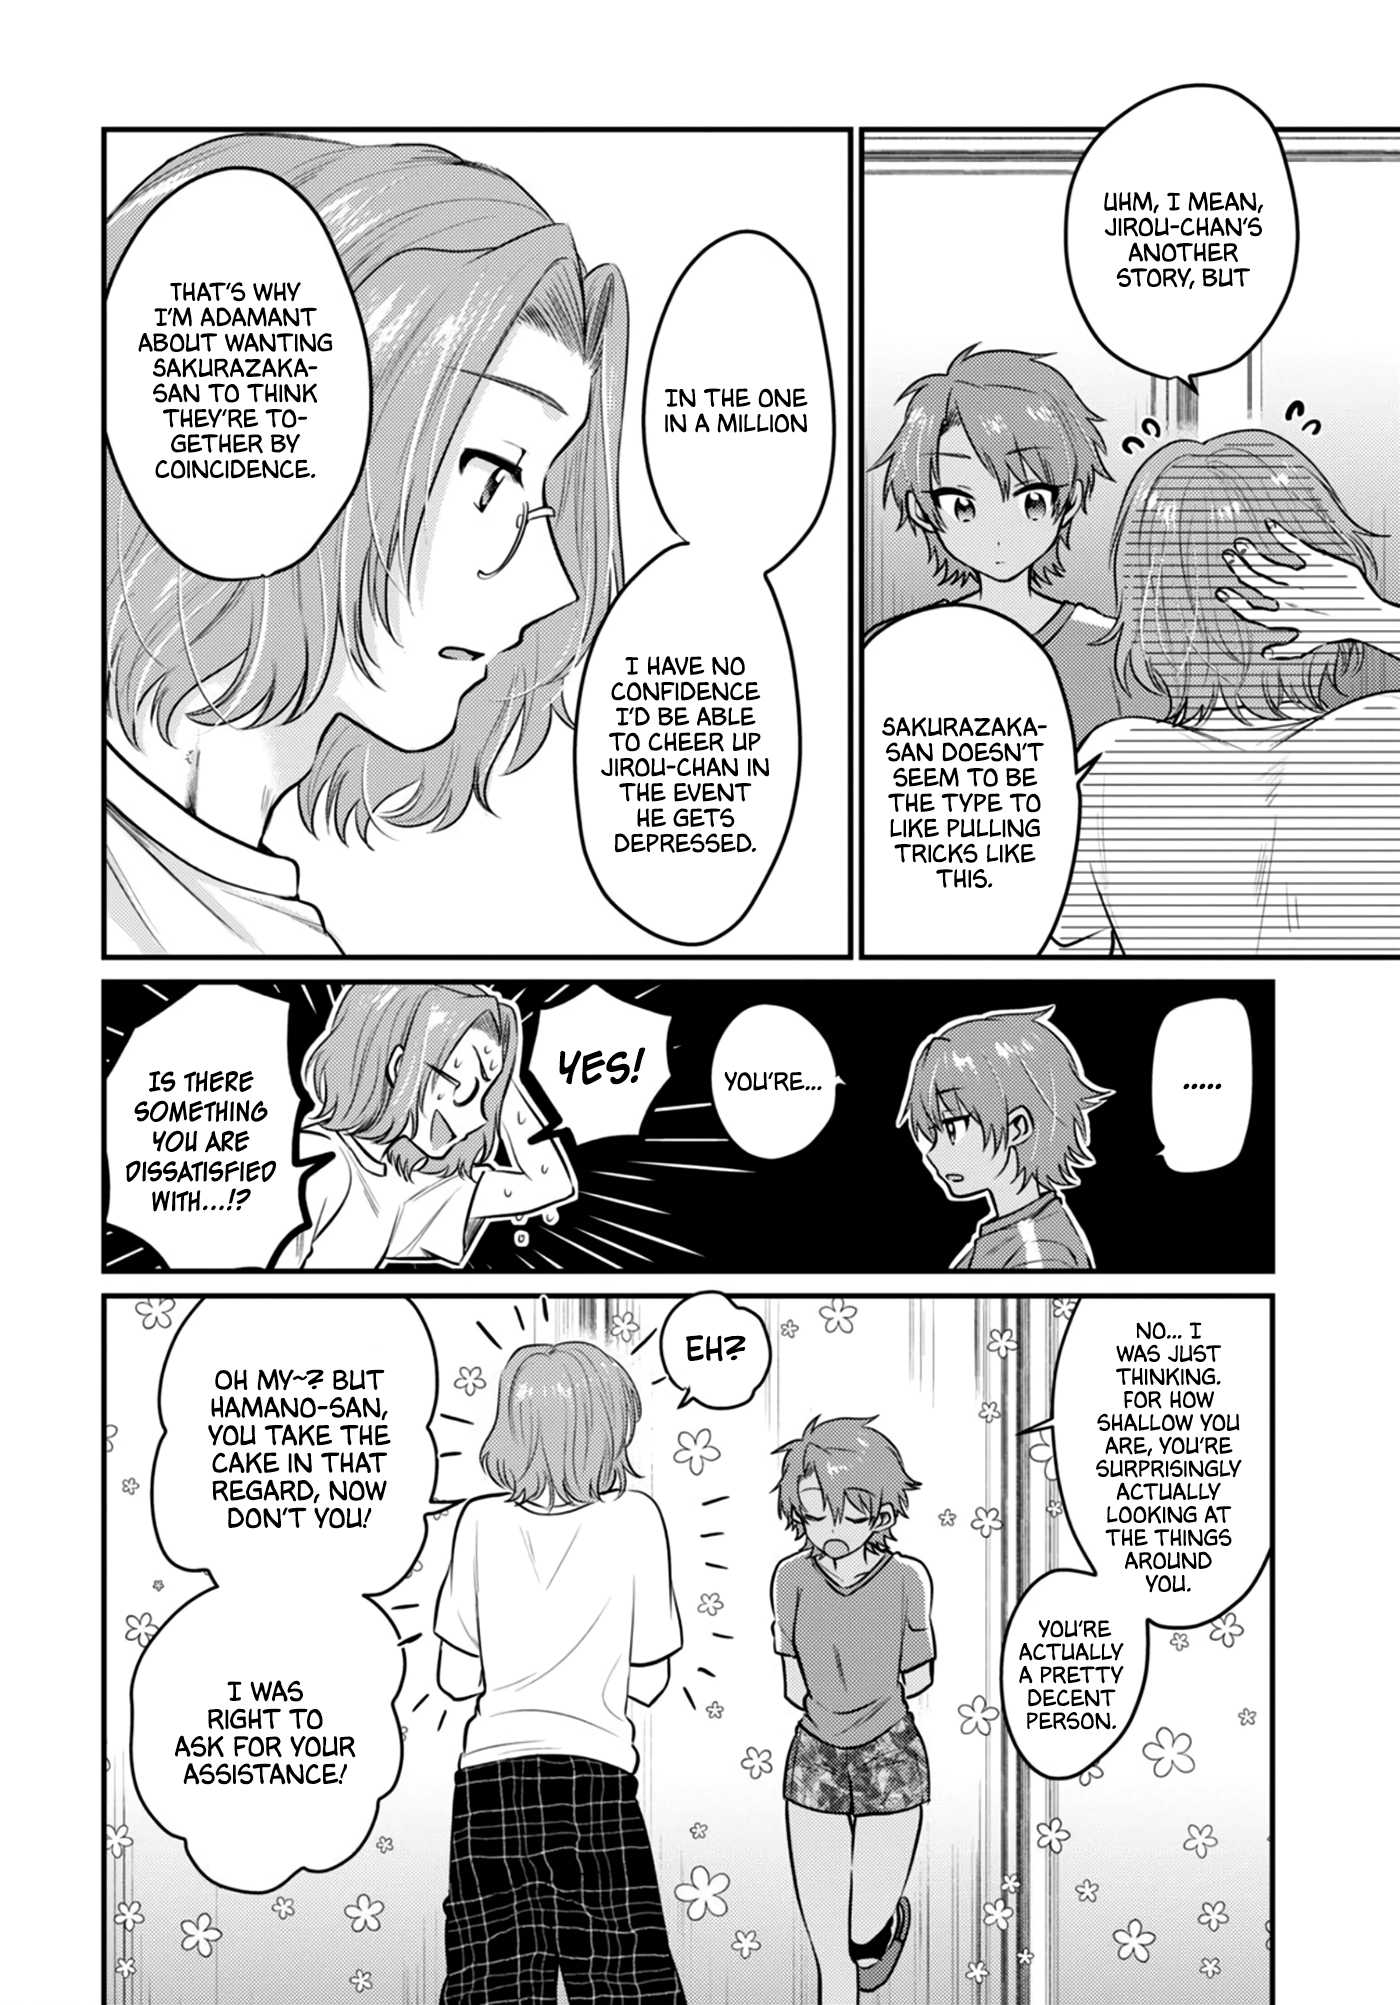 UHM, I MEAN,
JIROU-CHAN'S
ANOTHER
STORY, BUT
SAKURAZAKA-
SAN DOESN'T
SEEM TO BE
THE TYPE TO
LIKE PULLING
TRICKS LIKE
THIS.
IN THE ONE
IN A MILLION
I HAVE NO
CONFIDENCE
I'D BE ABLE
TO CHEER UP
JIROU-CHAN IN
THE EVENT
HE GETS
DEPRESSED.
THAT'S WHY
I'M ADAMANT
ABOUT WANTING
SAKURAZAKA-
SAN TO THINK
THEY'RE TO-
GETHER BY
COINCIDENCE.
.....
YOU'RE...
YES!
IS THERE
SOMETHING
YOU ARE
DISSATISFIED
WITH...!?
NO... I
WAS JUST
THINKING.
FOR HOW
SHALLOW YOU
ARE, YOU'RE
SURPRISINGLY
ACTUALLY
LOOKING AT
THE THINGS
AROUND
YOU.
YOU'RE
ACTUALLY
A PRETTY
DECENT
PERSON.
EH?
OH MY~? BUT
HAMANO-SAN,
YOU TAKE THE
CAKE IN THAT
REGARD, NOW
DON'T YOU!
I WAS
RIGHT TO
ASK FOR YOUR
ASSISTANCE!